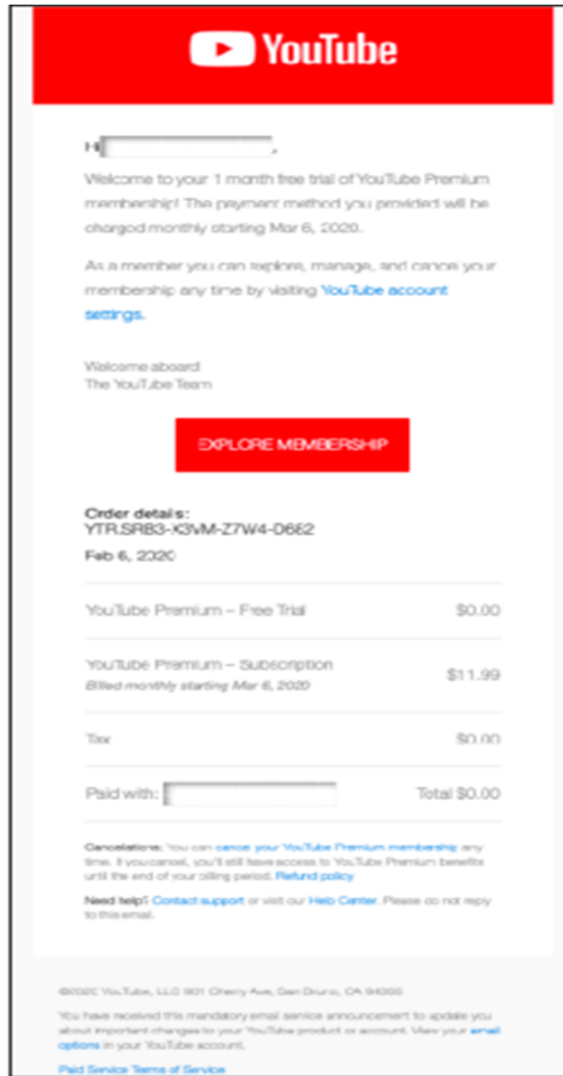 YouTube
Hi ,
Welcome to your 1 month free trial of YouTube Premium
membership! The payment method you provided will be
charged monthly starting Mar 6, 2020.
As a member you can explore, manage, and cancel your
membership any time by visiting YouTube account
settings.
Welcome aboard
The YouTube Team
EXPLORE MEMBERSHIP
Order details:
Feb 6, 2020
YouTube Premium – Free Trial $0.00
YouTube Premium – Subscription $11.99
Billed monthly starting Mar 6, 2020
Tax $0.00
Paid with: Total $0.00
Cancelations: You can cancel your YouTube Premium membership any
time. If you cancel, you'll still have access to YouTube Premium benefits
until the end of your billing period. Refund policy
Need help? Contact support or visit our Help Center. Please do not reply
to this email.
©2020 YouTube, LLC 901 Cherry Ave, San Bruno, CA
You have received this mandatory email service announcement to update you
about important changes to your YouTube product or account. View your email
options in your YouTube account.
Paid Service Terms of Service